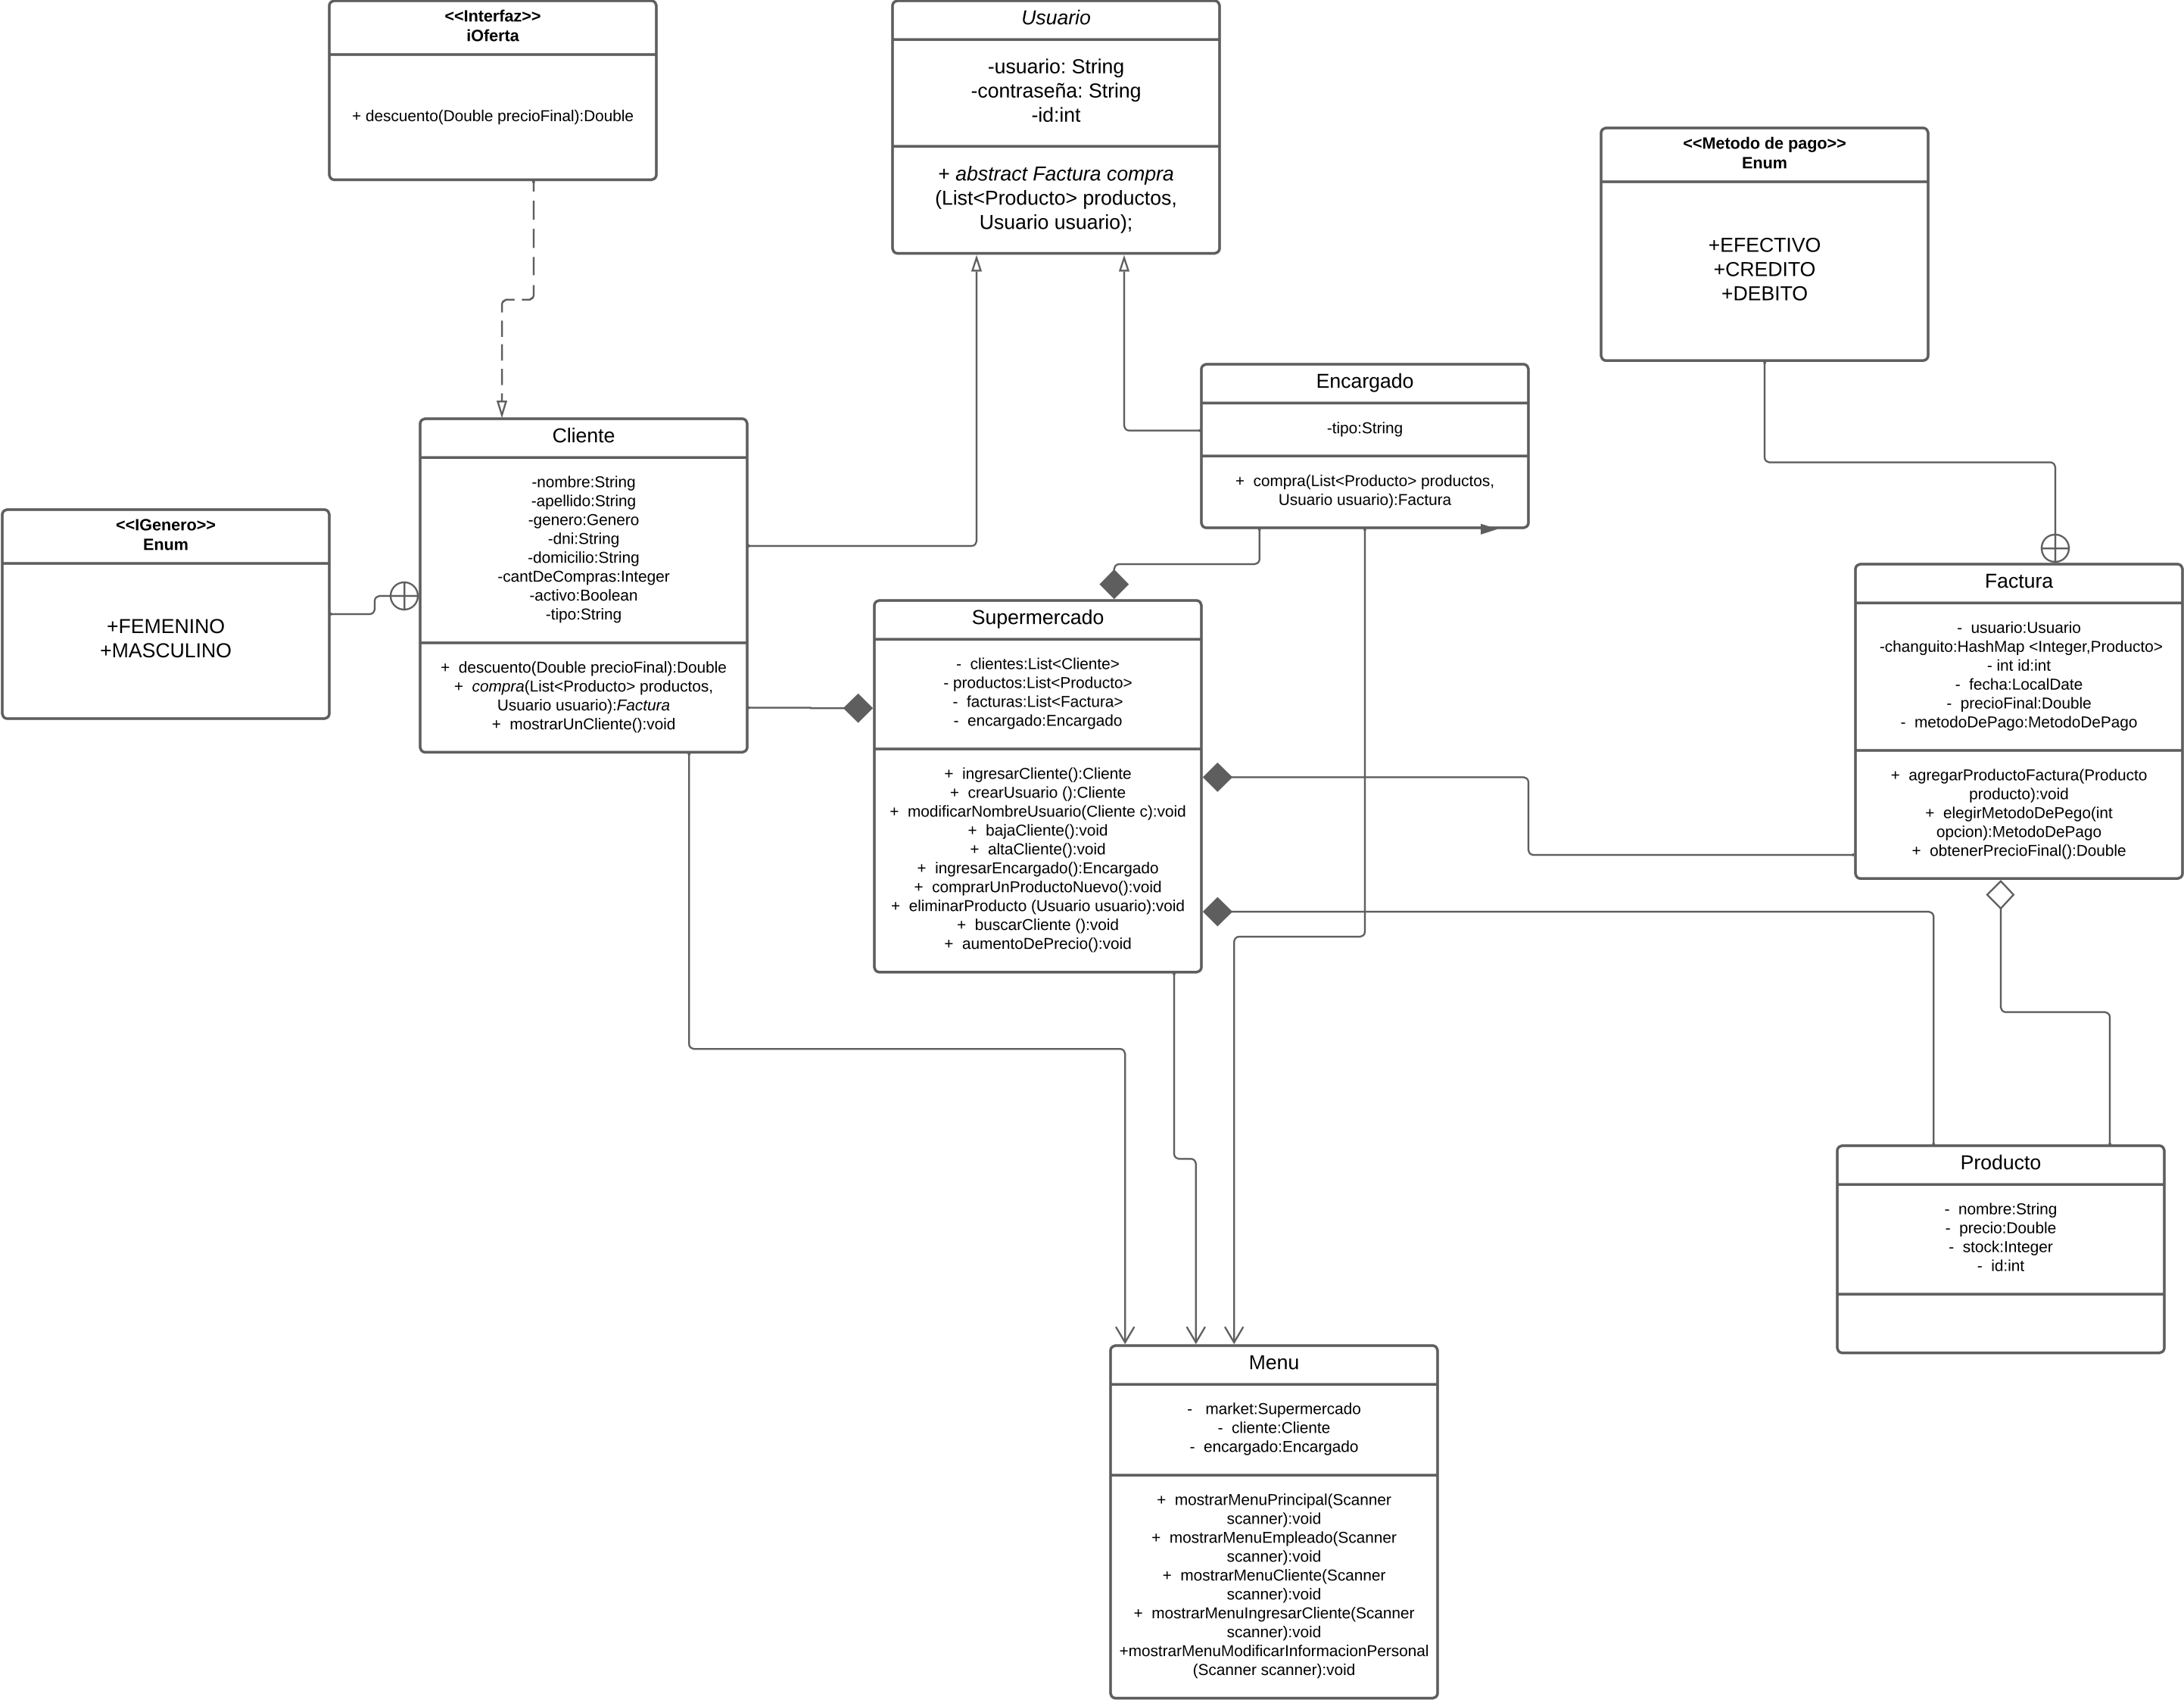 <<Interfaz>>
iOferta
+ descuento(Double precioFinal):Double
Usuario
-usuario: String
-contraseña: String
-id:int
+ abstract Factura compra
(List<Producto> productos,
Usuario usuario);
<<Metodo de pago>>
Enum
+EFECTIVO
+CREDITO
+DEBITO
Encargado
-tipo:String
+ compra(List<Producto> productos,
Usuario usuario):Factura
Cliente
-nombre:String
-apellido:String
-genero:Genero
-dni:String
-domicilio:String
-cantDeCompras:Integer
-activo:Boolean
-tipo:String
+ descuento(Double precioFinal):Double
+ compra(List<Producto> productos,
Usuario usuario):Factura
+ mostrarUnCliente():void
<<IGenero>>
Enum
+FEMENINO
+MASCULINO
Supermercado
- clientes:List<Cliente>
- productos:List<Producto>
- facturas:List<Factura>
- encargado:Encargado
+ ingresarCliente():Cliente
+ crearUsuario ():Cliente
+ modificarNombreUsuario(Cliente c):void
+ bajaCliente():void
+ altaCliente():void
+ ingresarEncargado():Encargado
+ comprarUnProductoNuevo():void
+ eliminarProducto (Usuario usuario):void
+ buscarCliente ():void
+ aumentoDePrecio():void
Factura
- usuario:Usuario
-changuito:HashMap <Integer,Producto>
- int id:int
- fecha:LocalDate
- precioFinal:Double
- metodoDePago:MetodoDePago
+ agregarProductoFactura(Producto
producto):void
+ elegirMetodoDePego(int
opcion):MetodoDePago
+ obtenerPrecioFinal():Double
Producto
- nombre:String
- precio:Double
- stock:Integer
- id:int
Menu
- market:Supermercado
- cliente:Cliente
- encargado:Encargado
+ mostrarMenuPrincipal(Scanner
scanner):void
+ mostrarMenuEmpleado(Scanner
scanner):void
+ mostrarMenuCliente(Scanner
scanner):void
+ mostrarMenuIngresarCliente(Scanner
scanner):void
+mostrarMenuModificarInformacionPersonal
(Scanner scanner):void